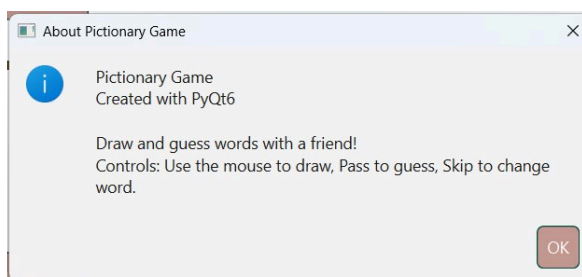 About Pictionary Game
Pictionary Game
Created with PyQt6
Draw and guess words with a friend!
Controls: Use the mouse to draw, Pass to guess, Skip to change
word.
OK